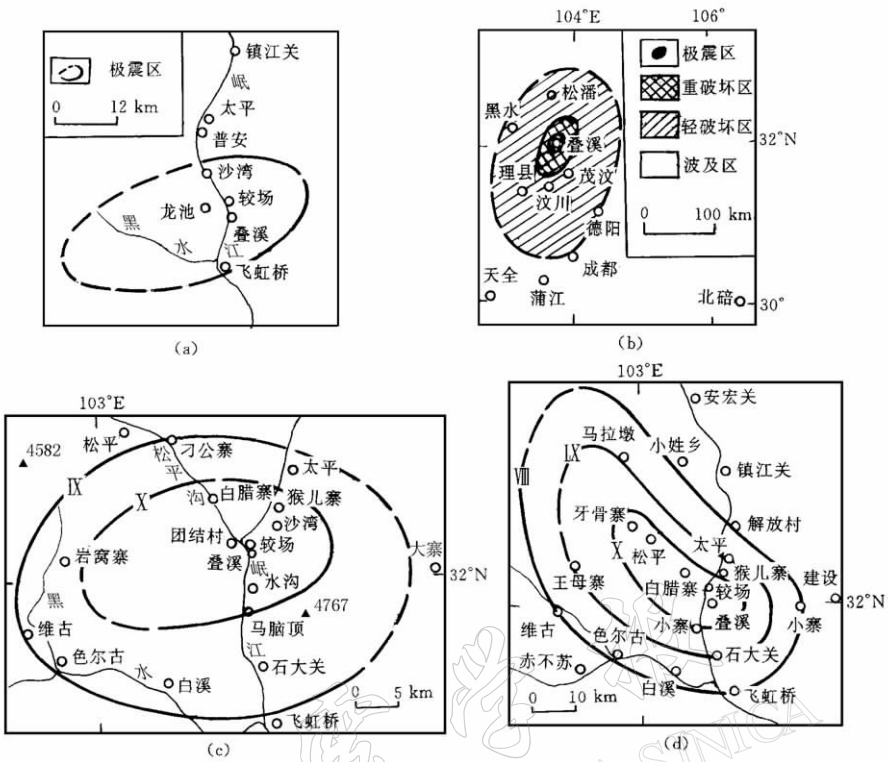 镇江关
极震区
岷
0 12 km
太平
普安
沙湾
较场
龙池
叠溪
黑
水
江
飞虹桥
(a)
104°E 106°
极震区
重破坏区
轻破坏区
波及区
松潘
黑水
32°N
叠溪
理县
茂汶
汶川
0 100 km
德阳
成都
天全
蒲江
北碚
30°
(b)
103°E
4582
松平
刁公寨
松
平
沟
太平
Ⅸ
Ⅹ
白腊寨
猴儿寨
沙湾
团结村
较场
大寨
岩窝寨
叠溪
岷
32°N
水沟
黑
4767
马脑顶
维古
江
色尔古
水
石大关
白溪
0 5 km
飞虹桥
(c)
103°E
安宏关
马拉墩
小姓乡
Ⅷ
Ⅸ
镇江关
牙骨寨
解放村
Ⅹ
松平
太平
王母寨
白腊寨
猴儿寨
建设
较场
32°N
维古
小寨
叠溪
小寨
色尔古
赤不苏
石大关
白溪
0 10 km
飞虹桥
(d)
SINICA